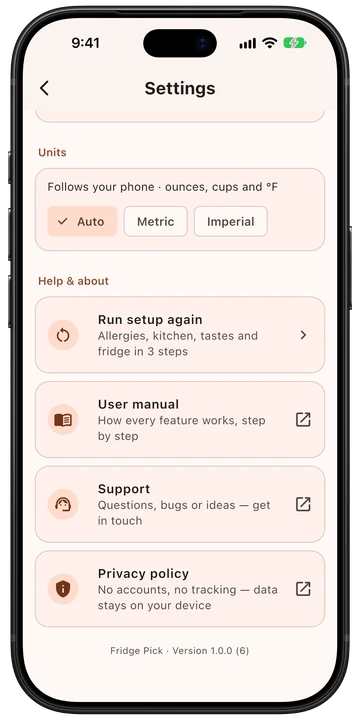 9:41
Settings
Units
Follows your phone · ounces, cups and °F
Auto
Metric
Imperial
Help & about
Run setup again
Allergies, kitchen, tastes and
fridge in 3 steps
User manual
How every feature works, step
by step
Support
Questions, bugs or ideas — get
in touch
Privacy policy
No accounts, no tracking — data
stays on your device
Fridge Pick · Version 1.0.0 (6)